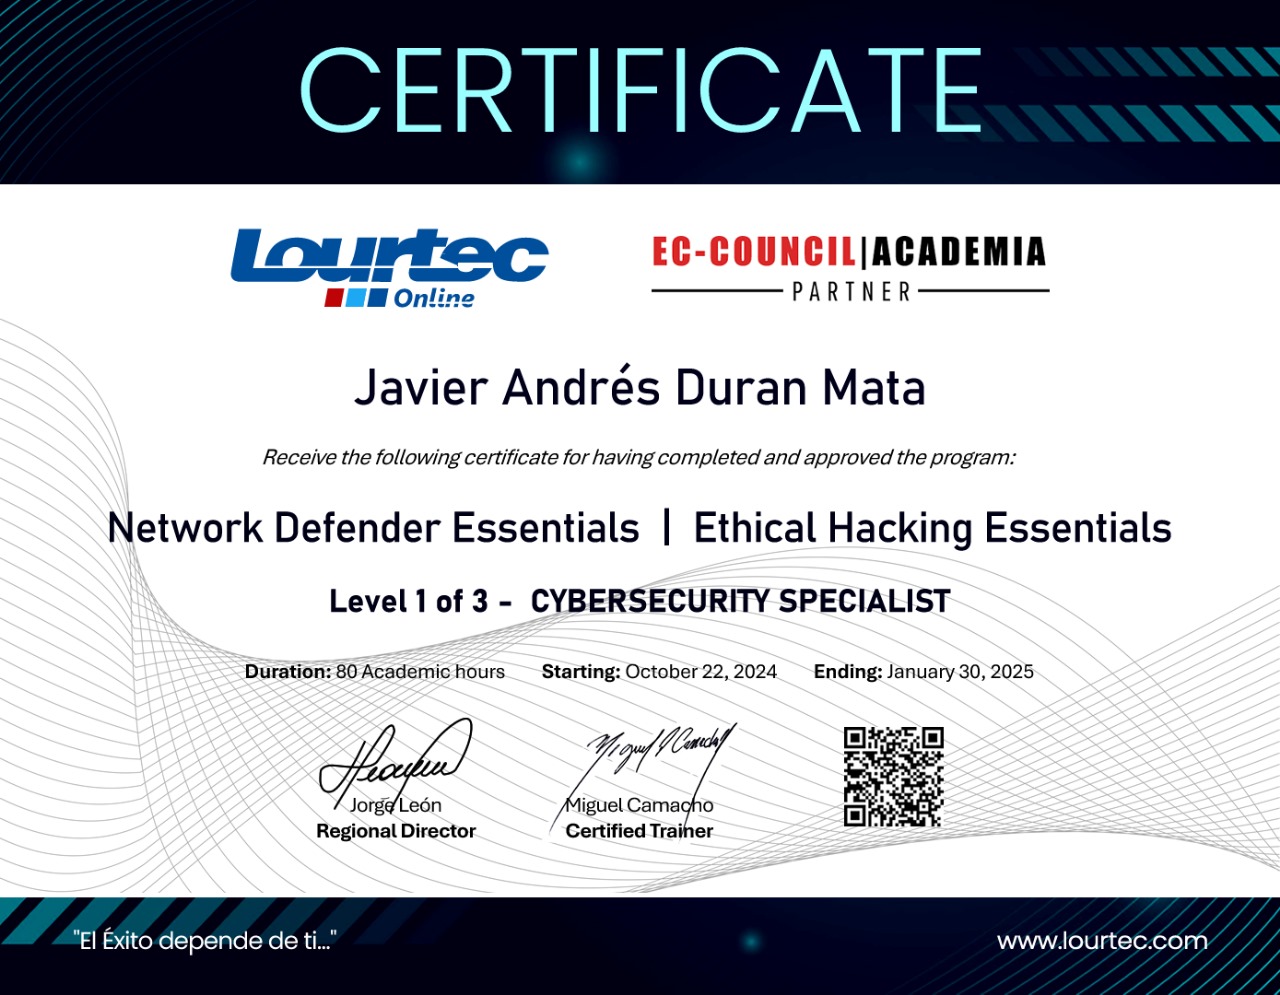 CERTIFICATE
Lourtec
Online
EC-COUNCIL|ACADEMIA
PARTNER
Javier Andrés Duran Mata
Receive the following certificate for having completed and approved the program:
Network Defender Essentials | Ethical Hacking Essentials
Level 1 of 3 - CYBERSECURITY SPECIALIST
Duration: 80 Academic hours Starting: October 22, 2024 Ending: January 30, 2025
Jorge León
Regional Director
Miguel Camacho
Certified Trainer
"El Éxito depende de ti..."
www.lourtec.com